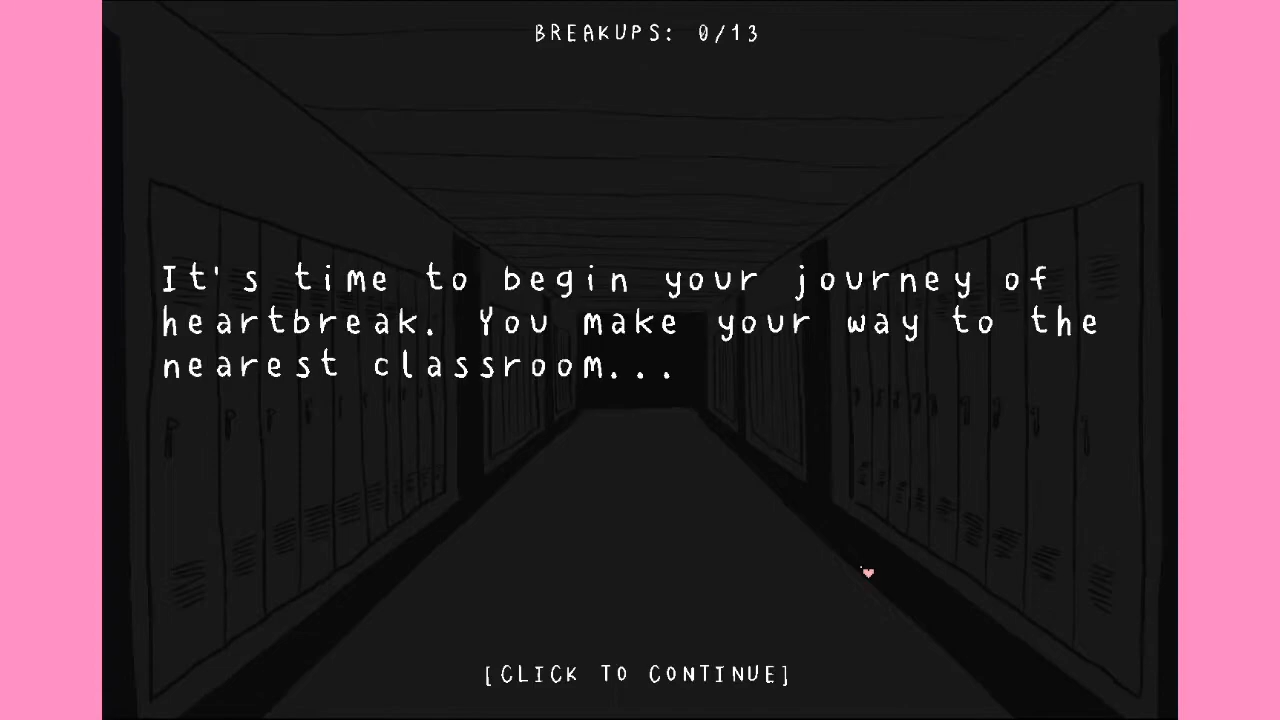 BREAKUPS: 0/13
It's time to begin your journey of
heartbreak. You make your way to the
nearest classroom...
[CLICK TO CONTINUE]